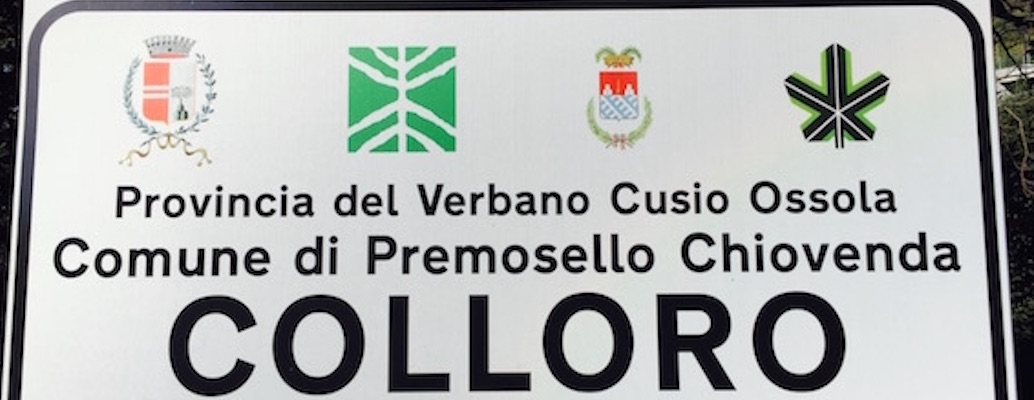 Provincia del Verbano Cusio Ossola
Comune di Premosello Chiovenda
COLLORO